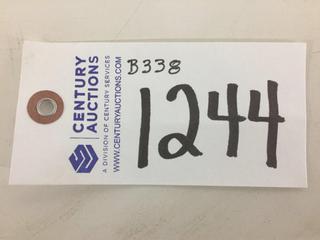 CENTURY
AUCTIONS
A DIVISION OF CENTURY SERVICES
WWW.CENTURYAUCTIONS.COM
B338
1244